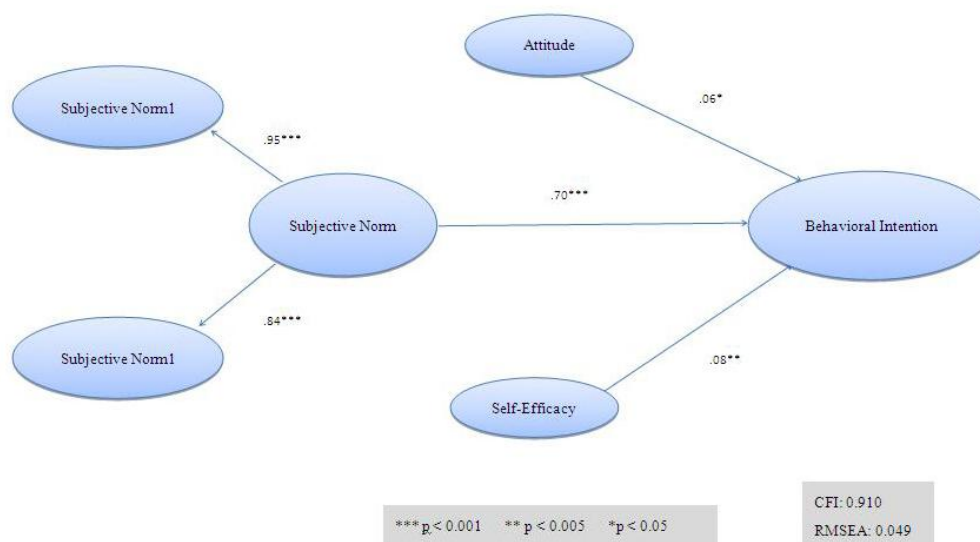 Attitude
.06*
Subjective Norm1
.95***
.70***
Subjective Norm
Behavioral Intention
.84***
Subjective Norm1
.08**
Self-Efficacy
*** p < 0.001 ** p < 0.005 *p < 0.05
CFI: 0.910
RMSEA: 0.049